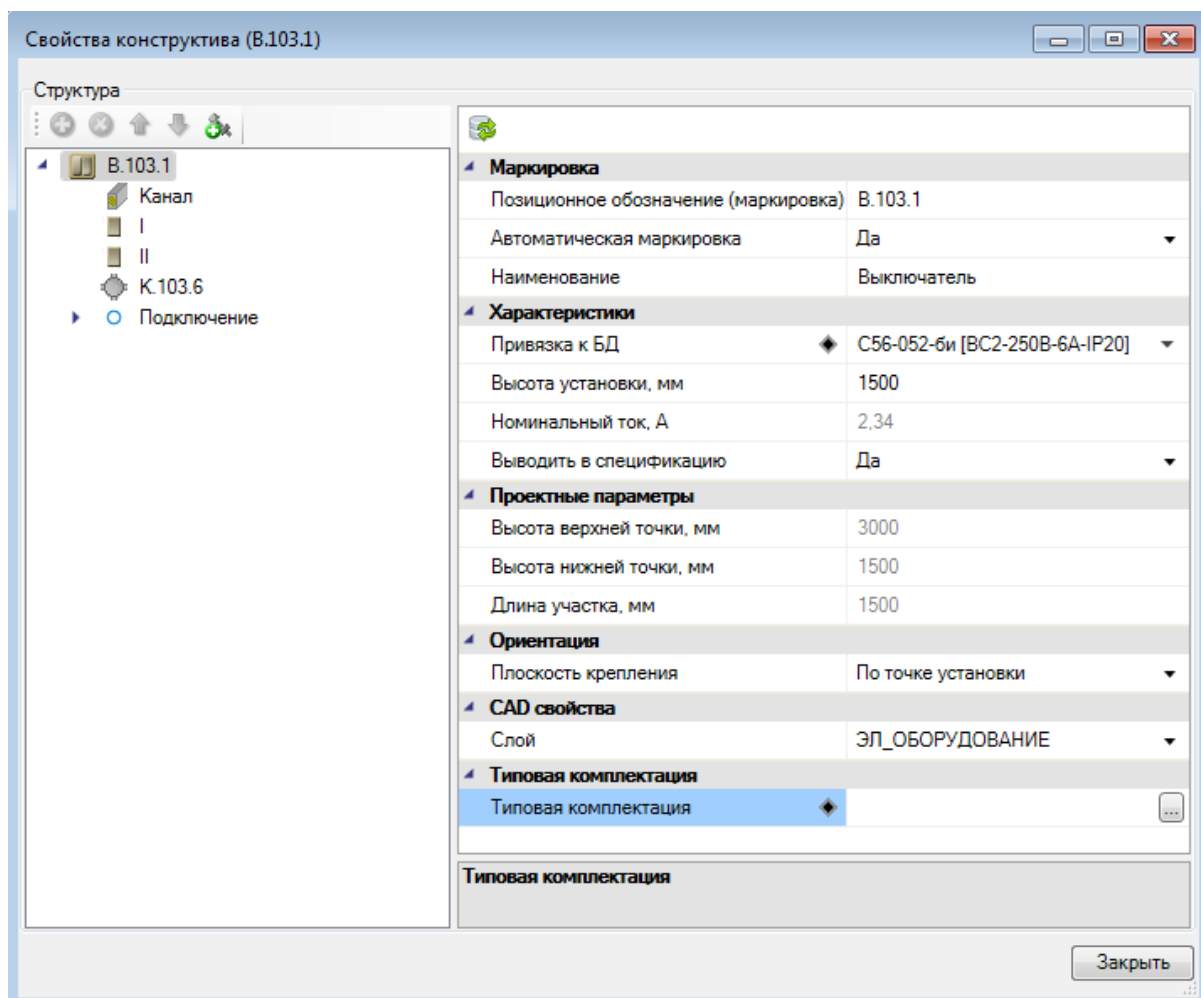 Свойства конструктива (В.103.1)
Структура
В.103.1
Канал
I
II
К.103.6
Подключение
Маркировка
Позиционное обозначение (маркировка) В.103.1
Автоматическая маркировка Да
Наименование Выключатель
Характеристики
Привязка к БД С56-052-би [ВС2-250В-6А-IP20]
Высота установки, мм 1500
Номинальный ток, А 2,34
Выводить в спецификацию Да
Проектные параметры
Высота верхней точки, мм 3000
Высота нижней точки, мм 1500
Длина участка, мм 1500
Ориентация
Плоскость крепления По точке установки
CAD свойства
Слой ЭЛ_ОБОРУДОВАНИЕ
Типовая комплектация
Типовая комплектация ...
Типовая комплектация
Закрыть